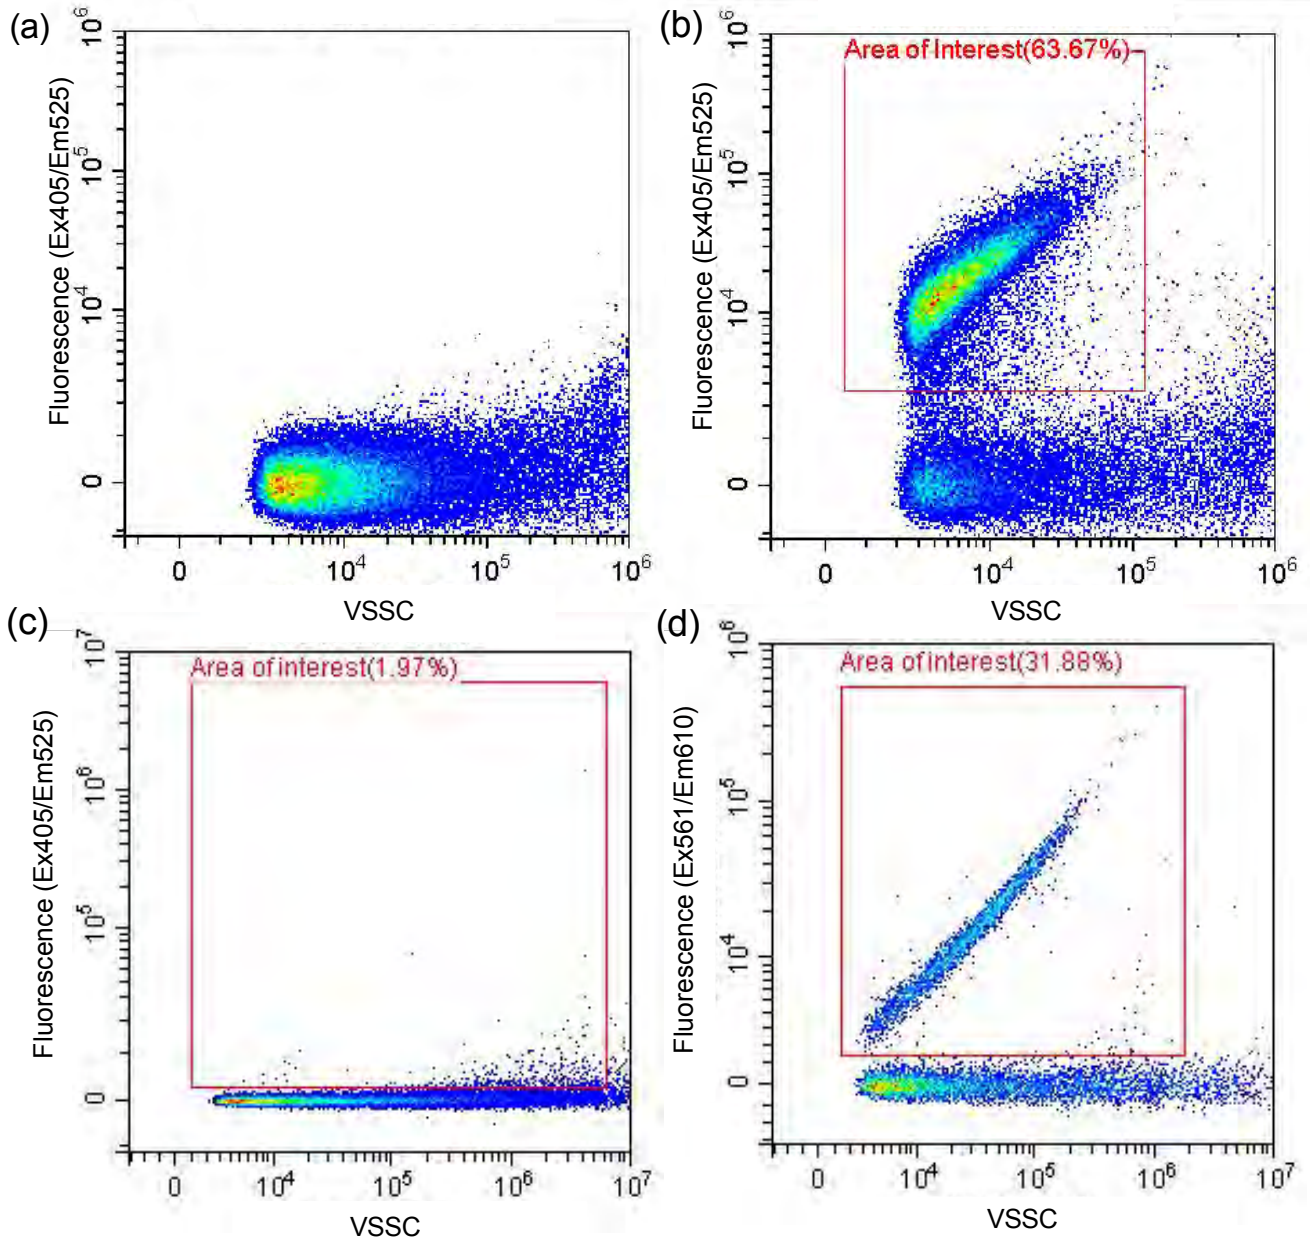 (a)
10^6
10^5
10^4
0
Fluorescence (Ex405/Em525)
0 10^4 10^5 10^6
VSSC
(b)
Area of Interest(63.67%)
10^6
10^5
10^4
0
Fluorescence (Ex405/Em525)
0 10^4 10^5 10^6
VSSC
(c)
Area of interest(1.97%)
10^7
10^6
10^5
0
Fluorescence (Ex405/Em525)
0 10^4 10^5 10^6 10^7
VSSC
(d)
Area of interest(31.88%)
10^6
10^5
10^4
0
Fluorescence (Ex561/Em610)
0 10^4 10^5 10^6 10^7
VSSC